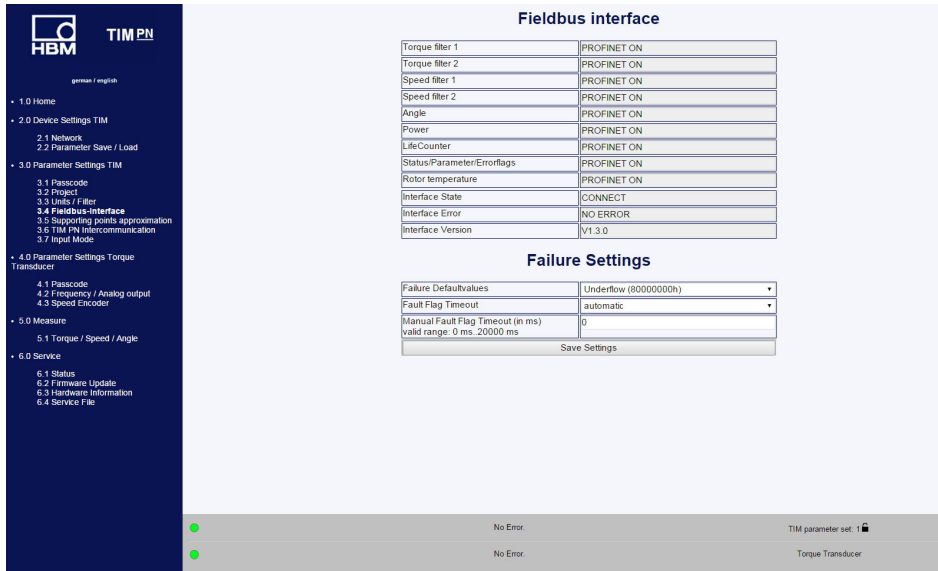 HBM
TIM PN
german / english
• 1.0 Home
• 2.0 Device Settings TIM
2.1 Network
2.2 Parameter Save / Load
• 3.0 Parameter Settings TIM
3.1 Passcode
3.2 Project
3.3 Units / Filter
3.4 Fieldbus-Interface
3.5 Supporting points approximation
3.6 TIM PN Intercommunication
3.7 Input Mode
• 4.0 Parameter Settings Torque
Transducer
4.1 Passcode
4.2 Frequency / Analog output
4.3 Speed Encoder
• 5.0 Measure
5.1 Torque / Speed / Angle
• 6.0 Service
6.1 Status
6.2 Firmware Update
6.3 Hardware Information
6.4 Service File
Fieldbus interface
Torque filter 1 PROFINET ON
Torque filter 2 PROFINET ON
Speed filter 1 PROFINET ON
Speed filter 2 PROFINET ON
Angle PROFINET ON
Power PROFINET ON
LifeCounter PROFINET ON
Status/Parameter/Errorflags PROFINET ON
Rotor temperature PROFINET ON
Interface State CONNECT
Interface Error NO ERROR
Interface Version V1.3.0
Failure Settings
Failure Defaultvalues Underflow (80000000h)
Fault Flag Timeout automatic
Manual Fault Flag Timeout (in ms) 0
valid range: 0 ms..20000 ms
Save Settings
No Error. TIM parameter set: 1
No Error. Torque Transducer